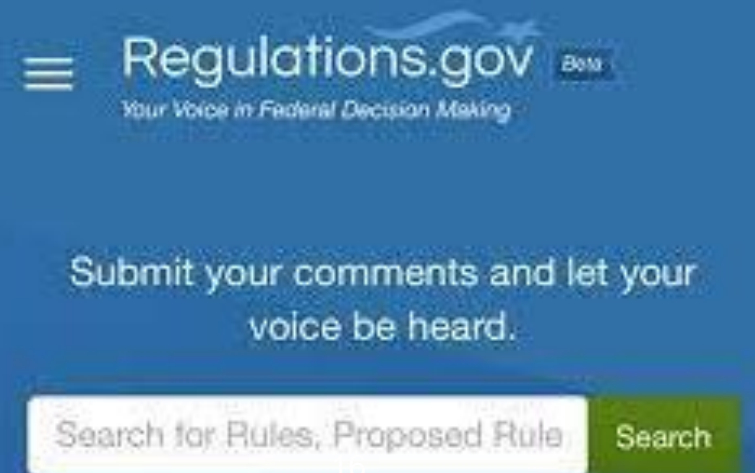 Regulations.gov Beta
Your Voice in Federal Decision Making
Submit your comments and let your
voice be heard.
Search for Rules, Proposed Rule
Search